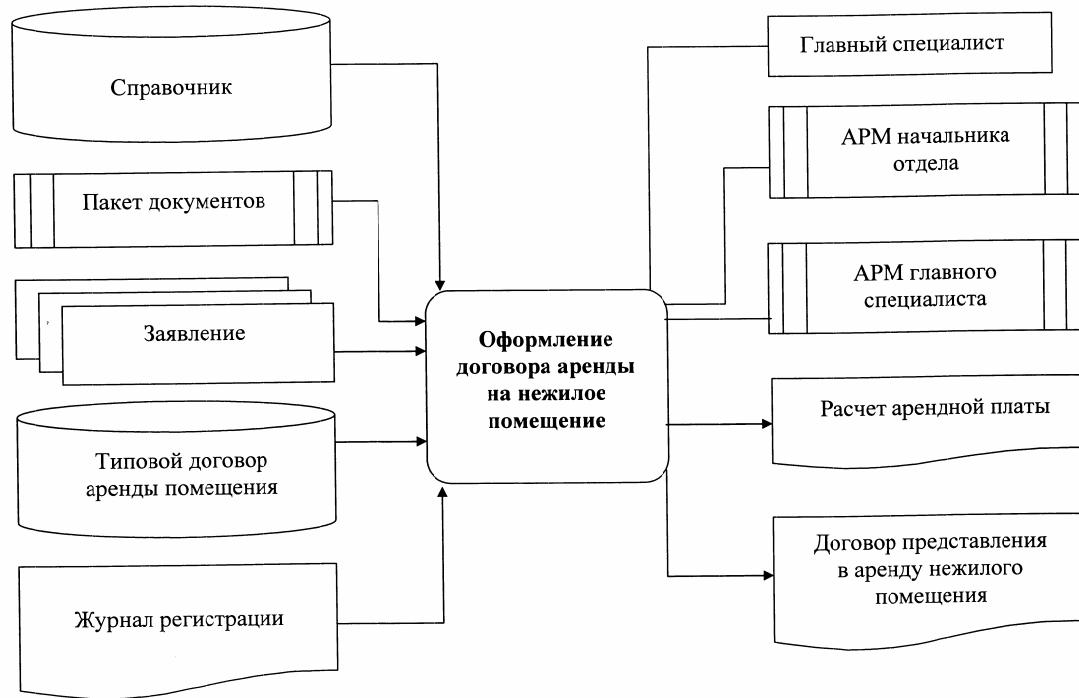 Справочник
Пакет документов
Заявление
Типовой договор
аренды помещения
Журнал регистрации
Оформление
договора аренды
на нежилое
помещение
Главный специалист
АРМ начальника
отдела
АРМ главного
специалиста
Расчет арендной платы
Договор представления
в аренду нежилого
помещения